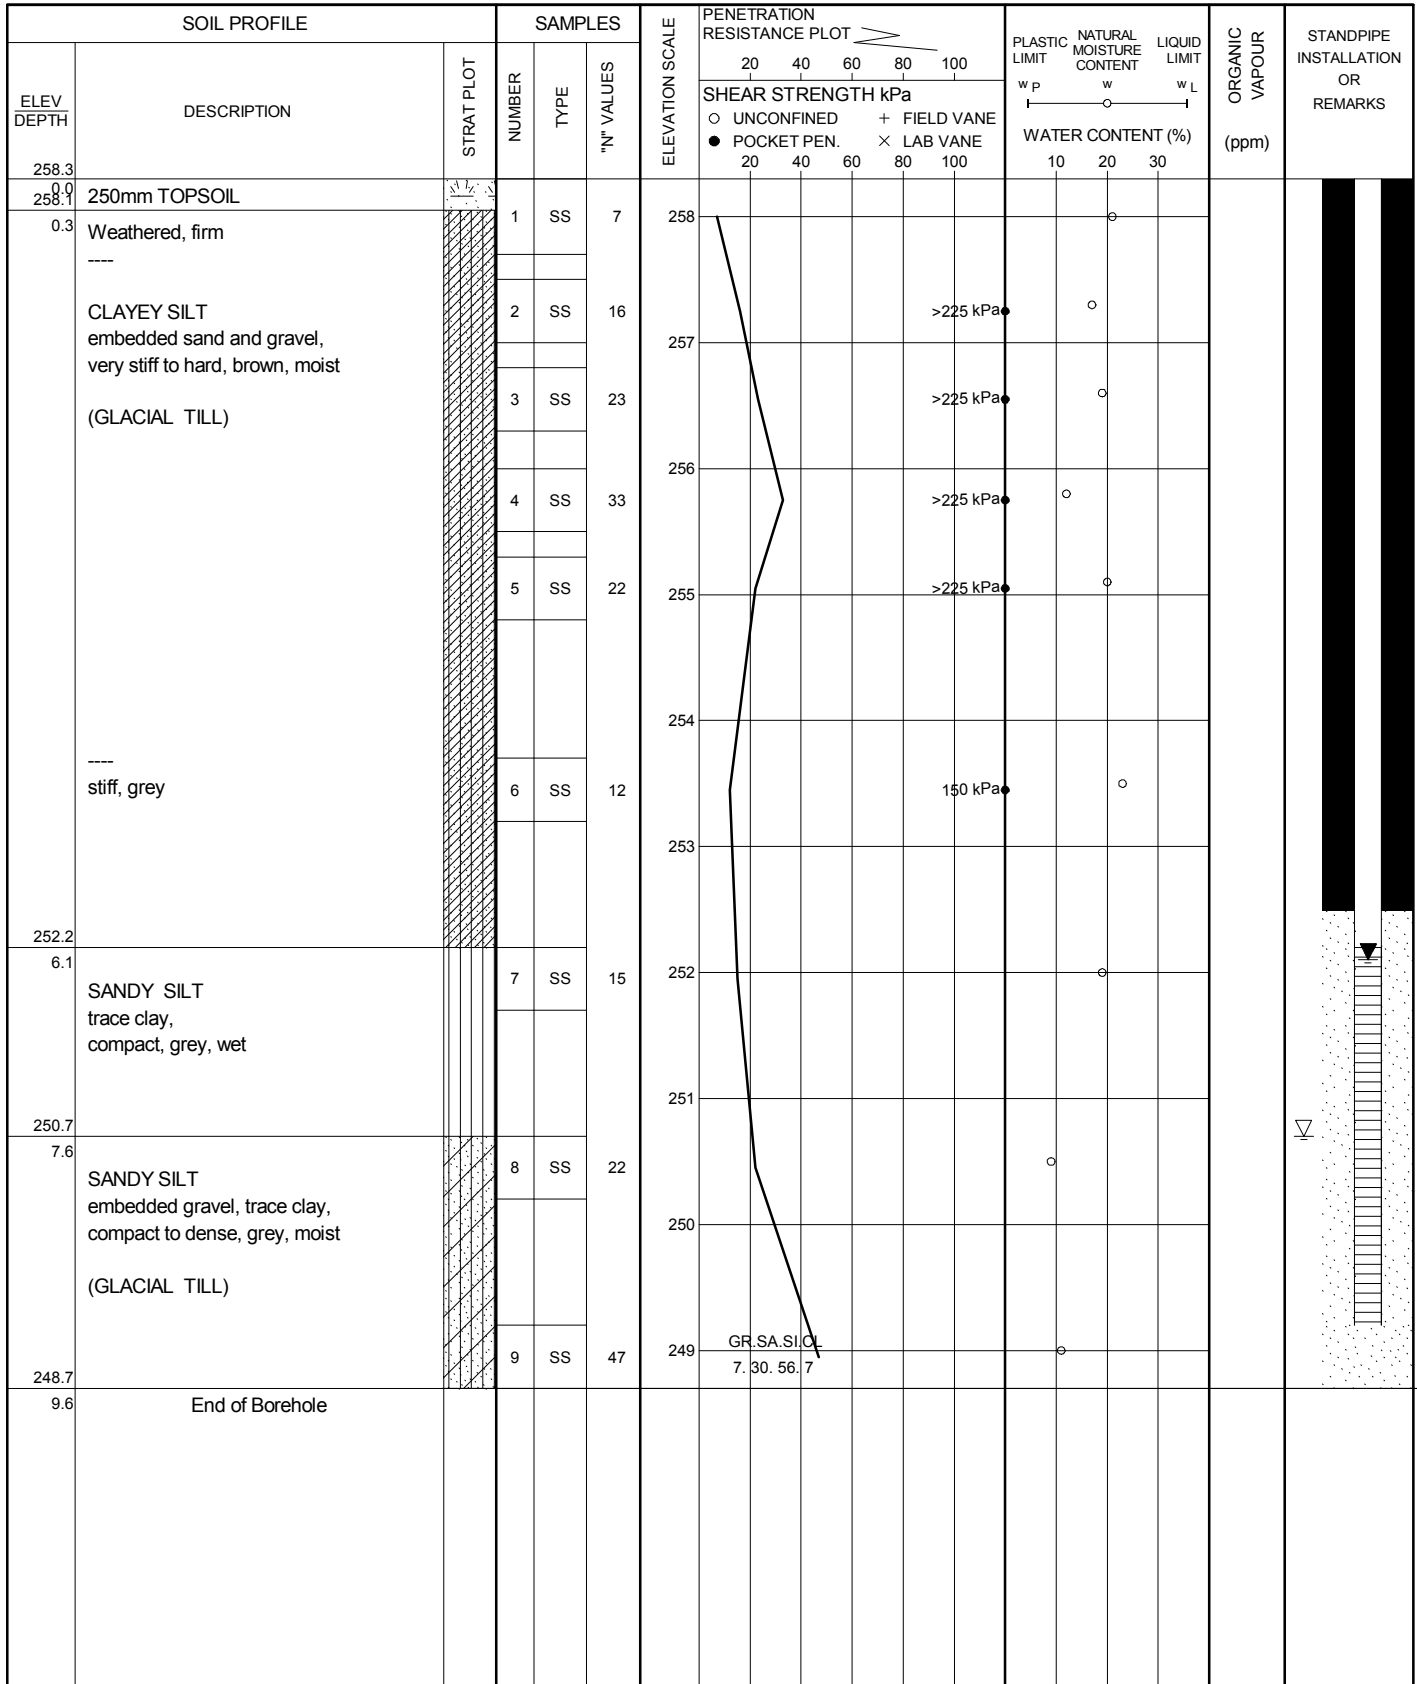 SOIL PROFILE
SAMPLES
ELEV
DEPTH
DESCRIPTION
STRAT PLOT
NUMBER
TYPE
"N" VALUES
ELEVATION SCALE
PENETRATION
RESISTANCE PLOT
20 40 60 80 100
SHEAR STRENGTH kPa
UNCONFINED + FIELD VANE
POCKET PEN. × LAB VANE
20 40 60 80 100
PLASTIC LIMIT
NATURAL MOISTURE CONTENT
LIQUID LIMIT
w P w w L
WATER CONTENT (%)
10 20 30
ORGANIC VAPOUR
(ppm)
STANDPIPE
INSTALLATION
OR
REMARKS
258.3
0.0
258.1
250mm TOPSOIL
0.3
Weathered, firm
----
1 SS 7
258
CLAYEY SILT
embedded sand and gravel,
very stiff to hard, brown, moist
(GLACIAL TILL)
2 SS 16
>225 kPa
257
3 SS 23
>225 kPa
256
4 SS 33
>225 kPa
5 SS 22
>225 kPa
255
254
----
stiff, grey
6 SS 12
150 kPa
253
252.2
6.1
SANDY SILT
trace clay,
compact, grey, wet
7 SS 15
252
251
250.7
7.6
SANDY SILT
embedded gravel, trace clay,
compact to dense, grey, moist
(GLACIAL TILL)
8 SS 22
250
9 SS 47
249
GR.SA.SI.CL
7. 30. 56. 7
248.7
9.6
End of Borehole